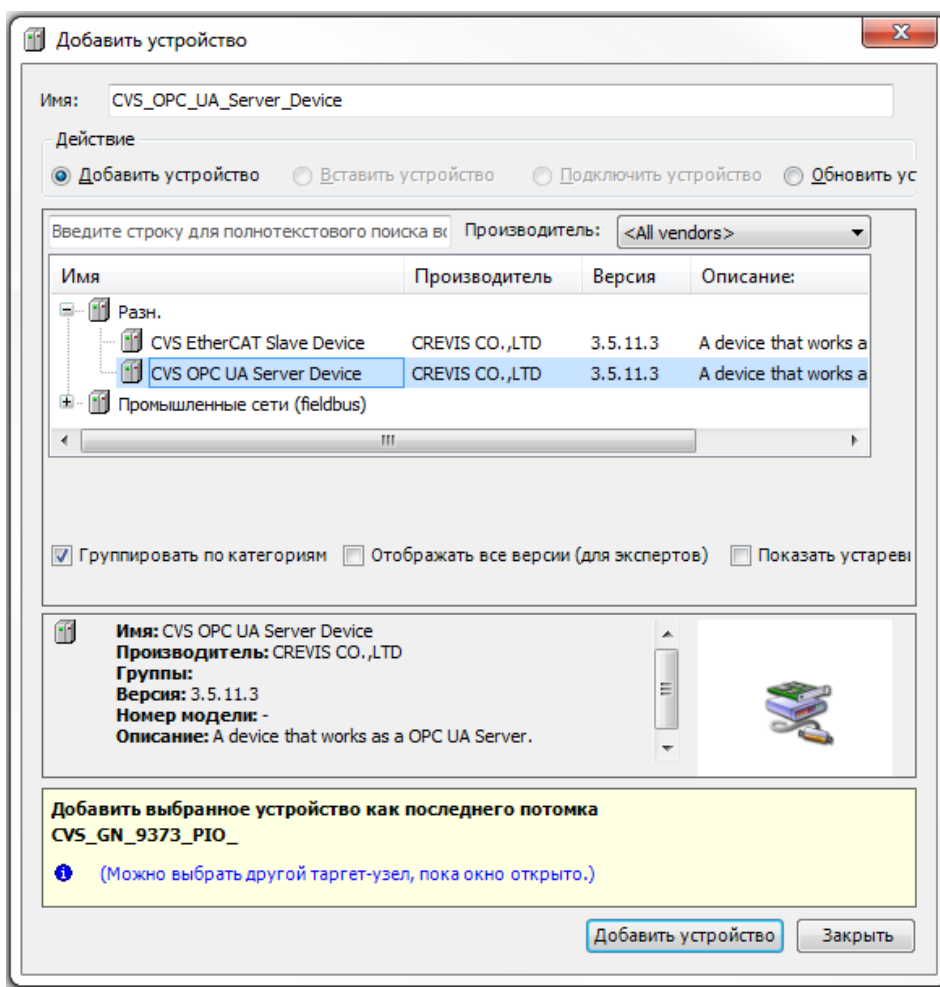 Добавить устройство
Имя: CVS_OPC_UA_Server_Device
Действие
Добавить устройство Вставить устройство Подключить устройство Обновить ус
Введите строку для полнотекстового поиска вс Производитель: <All vendors>
Имя Производитель Версия Описание:
Разн.
CVS EtherCAT Slave Device CREVIS CO.,LTD 3.5.11.3 A device that works a
CVS OPC UA Server Device CREVIS CO.,LTD 3.5.11.3 A device that works a
Промышленные сети (fieldbus)
Группировать по категориям Отображать все версии (для экспертов) Показать устаревш
Имя: CVS OPC UA Server Device
Производитель: CREVIS CO.,LTD
Группы:
Версия: 3.5.11.3
Номер модели: -
Описание: A device that works as a OPC UA Server.
Добавить выбранное устройство как последнего потомка
CVS_GN_9373_PIO_
(Можно выбрать другой таргет-узел, пока окно открыто.)
Добавить устройство Закрыть